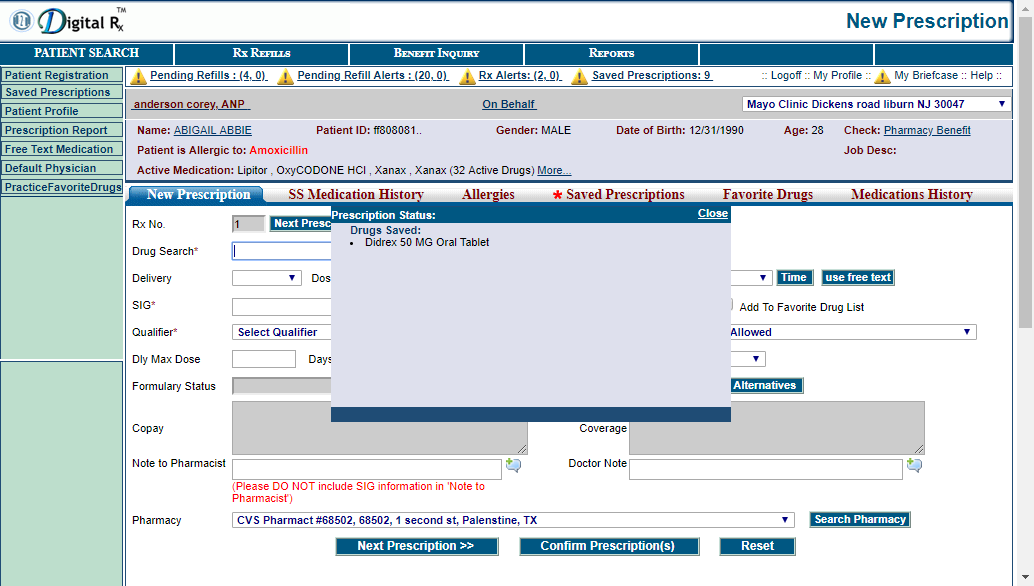 Digital Rx TM
New Prescription
PATIENT SEARCH RX REFILLS BENEFIT INQUIRY REPORTS
Patient Registration
Saved Prescriptions
Patient Profile
Prescription Report
Free Text Medication
Default Physician
PracticeFavoriteDrugs
Pending Refills : (4, 0) Pending Refill Alerts : (20, 0) Rx Alerts: (2, 0) Saved Prescriptions: 9 :: Logoff :: My Profile :: My Briefcase :: Help ::
anderson corey, ANP On Behalf Mayo Clinic Dickens road liburn NJ 30047
Name: ABIGAIL ABBIE Patient ID: ff808081.. Gender: MALE Date of Birth: 12/31/1990 Age: 28 Check: Pharmacy Benefit
Patient is Allergic to: Amoxicillin Job Desc:
Active Medication: Lipitor , OxyCODONE HCl , Xanax , Xanax (32 Active Drugs) More...
New Prescription SS Medication History Allergies * Saved Prescriptions Favorite Drugs Medications History
Rx No. 1 Next Presc
Prescription Status: Close
Drugs Saved:
• Didrex 50 MG Oral Tablet
Drug Search*
Delivery Dos Time use free text
SIG* Add To Favorite Drug List
Qualifier* Select Qualifier Allowed
Dly Max Dose Days
Formulary Status Alternatives
Copay Coverage
Note to Pharmacist Doctor Note
(Please DO NOT include SIG information in 'Note to
Pharmacist')
Pharmacy CVS Pharmact #68502, 68502, 1 second st, Palenstine, TX Search Pharmacy
Next Prescription >> Confirm Prescription(s) Reset